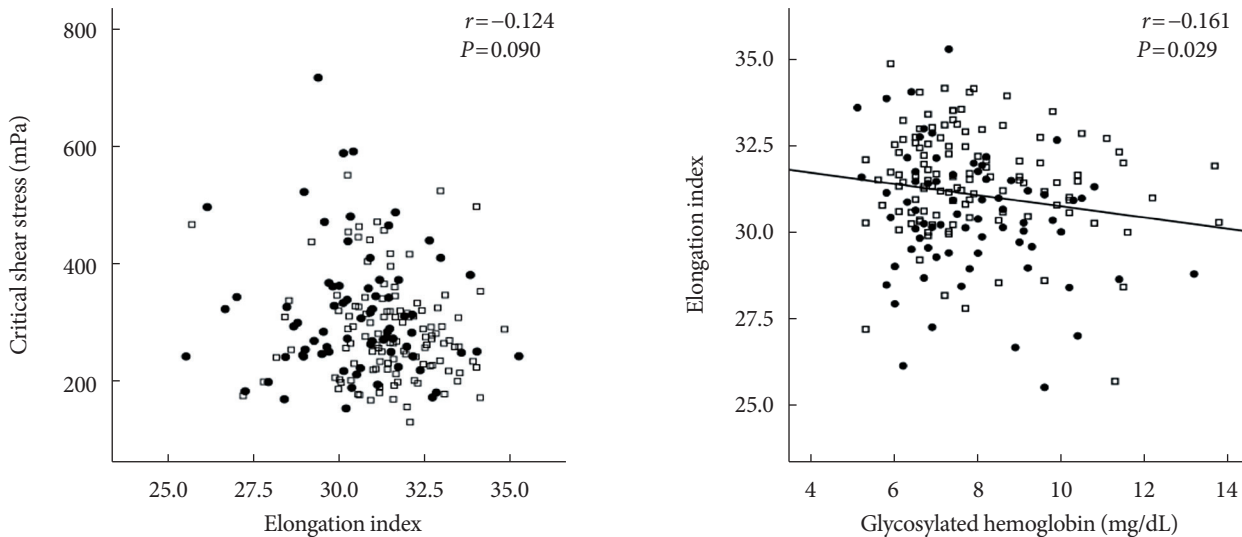 r=−0.124
P=0.090
800
600
400
200
Critical shear stress (mPa)
25.0 27.5 30.0 32.5 35.0
Elongation index
r=−0.161
P=0.029
35.0
32.5
30.0
27.5
25.0
Elongation index
4 6 8 10 12 14
Glycosylated hemoglobin (mg/dL)